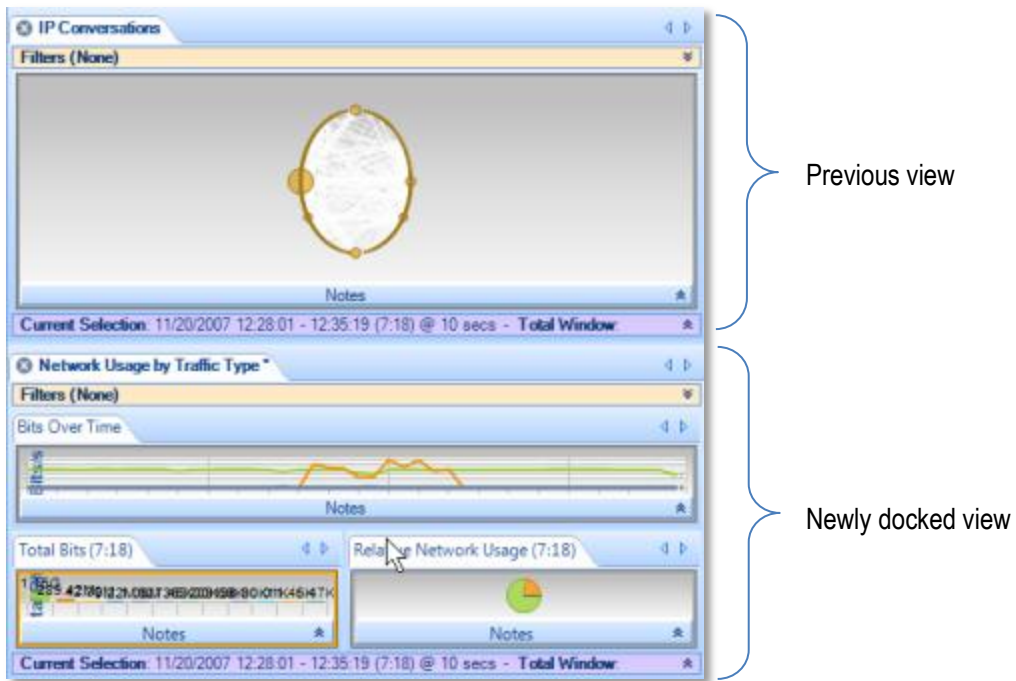 IP Conversations
Filters (None)
Notes
Current Selection: 11/20/2007 12:28:01 - 12:35:19 (7:18) @ 10 secs - Total Window:
Previous view
Network Usage by Traffic Type *
Filters (None)
Bits Over Time
Bits/s
Notes
Total Bits (7:18)
Relative Network Usage (7:18)
Notes
Notes
Current Selection: 11/20/2007 12:28:01 - 12:35:19 (7:18) @ 10 secs - Total Window:
Newly docked view